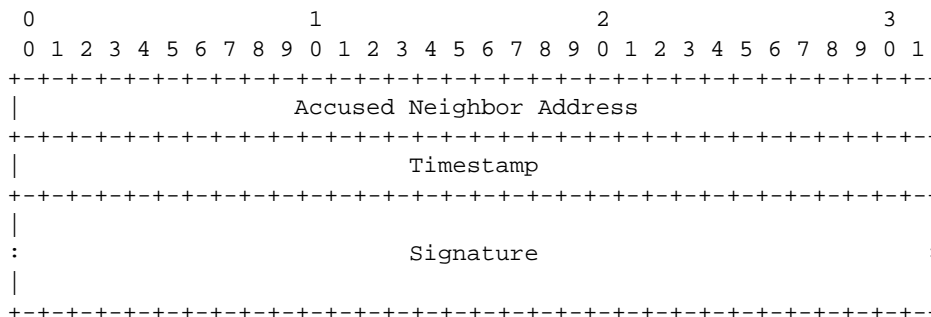 0                   1                   2                   3
 0 1 2 3 4 5 6 7 8 9 0 1 2 3 4 5 6 7 8 9 0 1 2 3 4 5 6 7 8 9 0 1
+-+-+-+-+-+-+-+-+-+-+-+-+-+-+-+-+-+-+-+-+-+-+-+-+-+-+-+-+-+-+-+-
|                   Accused Neighbor Address
+-+-+-+-+-+-+-+-+-+-+-+-+-+-+-+-+-+-+-+-+-+-+-+-+-+-+-+-+-+-+-+-
|                           Timestamp
+-+-+-+-+-+-+-+-+-+-+-+-+-+-+-+-+-+-+-+-+-+-+-+-+-+-+-+-+-+-+-+-
|
:                           Signature                           :
|
+-+-+-+-+-+-+-+-+-+-+-+-+-+-+-+-+-+-+-+-+-+-+-+-+-+-+-+-+-+-+-+-